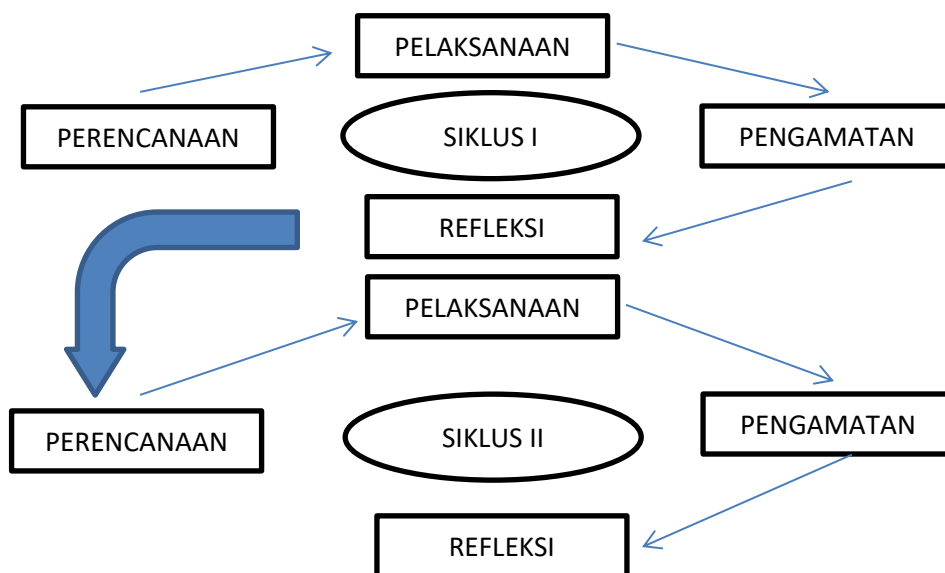 PELAKSANAAN
PERENCANAAN
SIKLUS I
PENGAMATAN
REFLEKSI
PELAKSANAAN
PERENCANAAN
SIKLUS II
PENGAMATAN
REFLEKSI